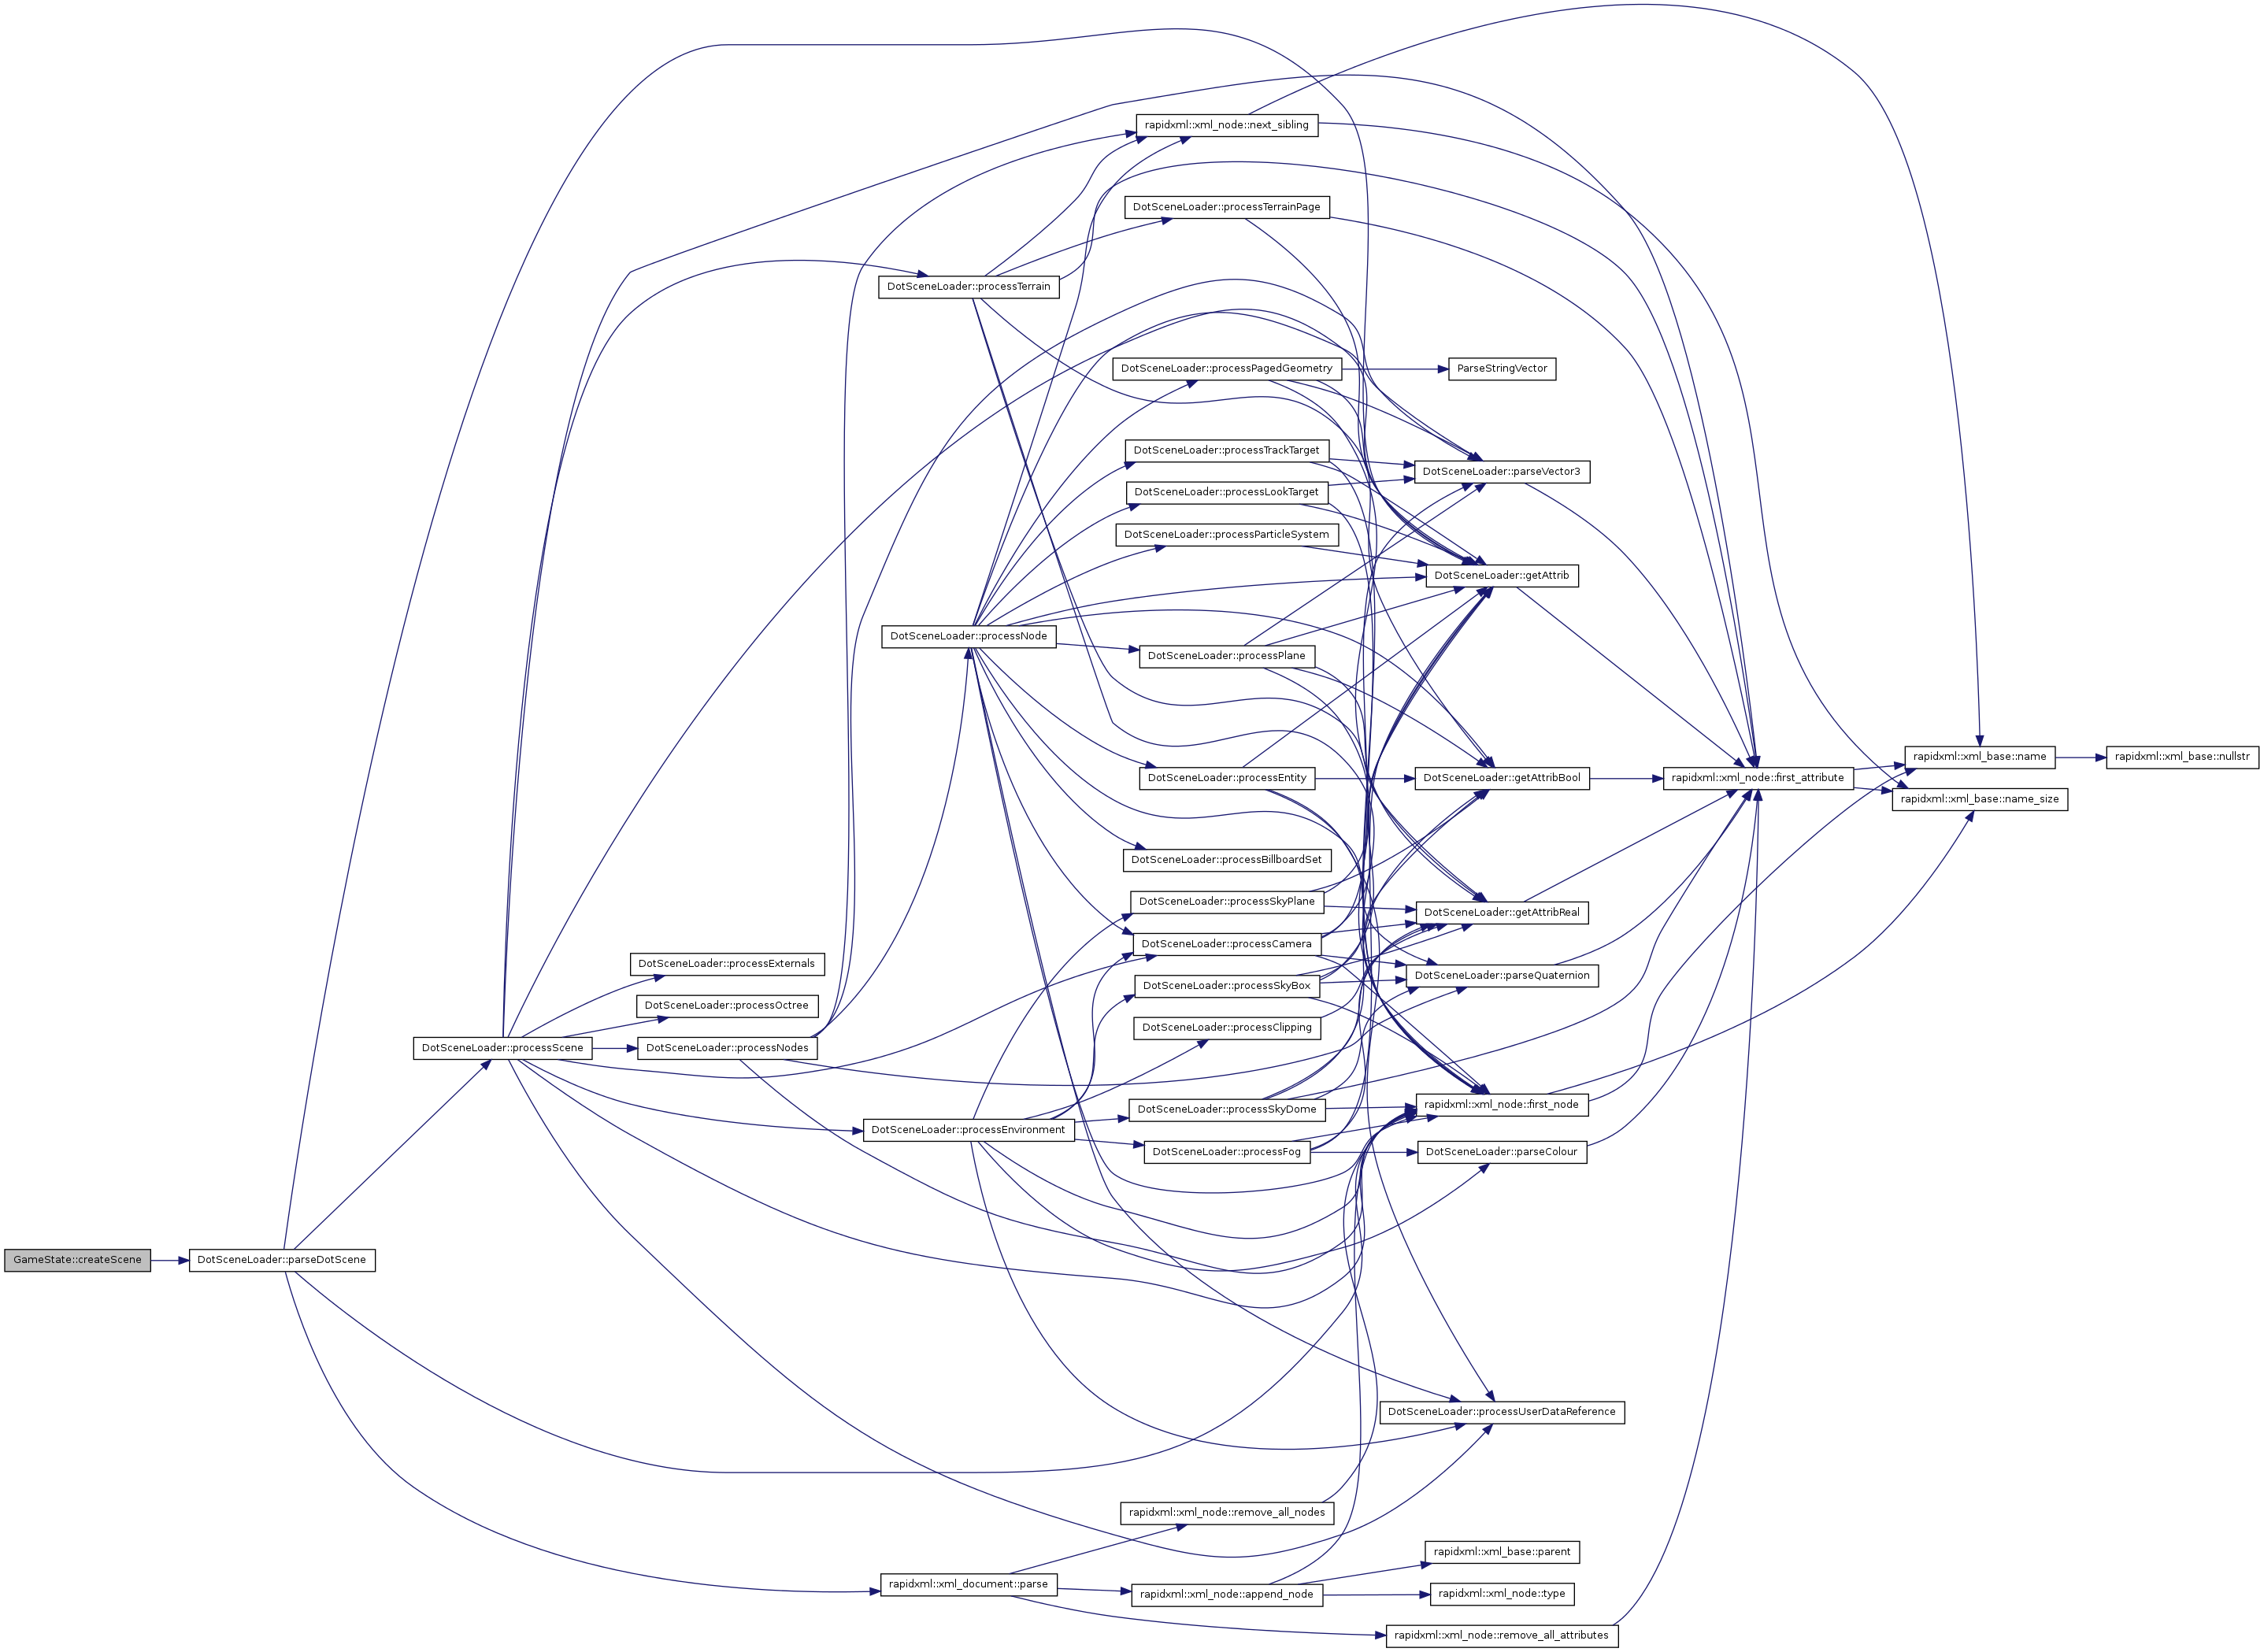 rapidxml::xml_node::next_sibling
DotSceneLoader::processTerrainPage
DotSceneLoader::processTerrain
DotSceneLoader::processPagedGeometry
ParseStringVector
DotSceneLoader::processTrackTarget
DotSceneLoader::parseVector3
DotSceneLoader::processLookTarget
DotSceneLoader::processParticleSystem
DotSceneLoader::getAttrib
DotSceneLoader::processNode
DotSceneLoader::processPlane
rapidxml::xml_base::name
rapidxml::xml_base::nullstr
DotSceneLoader::processEntity
DotSceneLoader::getAttribBool
rapidxml::xml_node::first_attribute
rapidxml::xml_base::name_size
DotSceneLoader::processBillboardSet
DotSceneLoader::processSkyPlane
DotSceneLoader::getAttribReal
DotSceneLoader::processCamera
DotSceneLoader::processExternals
DotSceneLoader::parseQuaternion
DotSceneLoader::processSkyBox
DotSceneLoader::processOctree
DotSceneLoader::processClipping
DotSceneLoader::processScene
DotSceneLoader::processNodes
DotSceneLoader::processSkyDome
rapidxml::xml_node::first_node
DotSceneLoader::processEnvironment
DotSceneLoader::processFog
DotSceneLoader::parseColour
GameState::createScene
DotSceneLoader::parseDotScene
DotSceneLoader::processUserDataReference
rapidxml::xml_node::remove_all_nodes
rapidxml::xml_base::parent
rapidxml::xml_document::parse
rapidxml::xml_node::append_node
rapidxml::xml_node::type
rapidxml::xml_node::remove_all_attributes